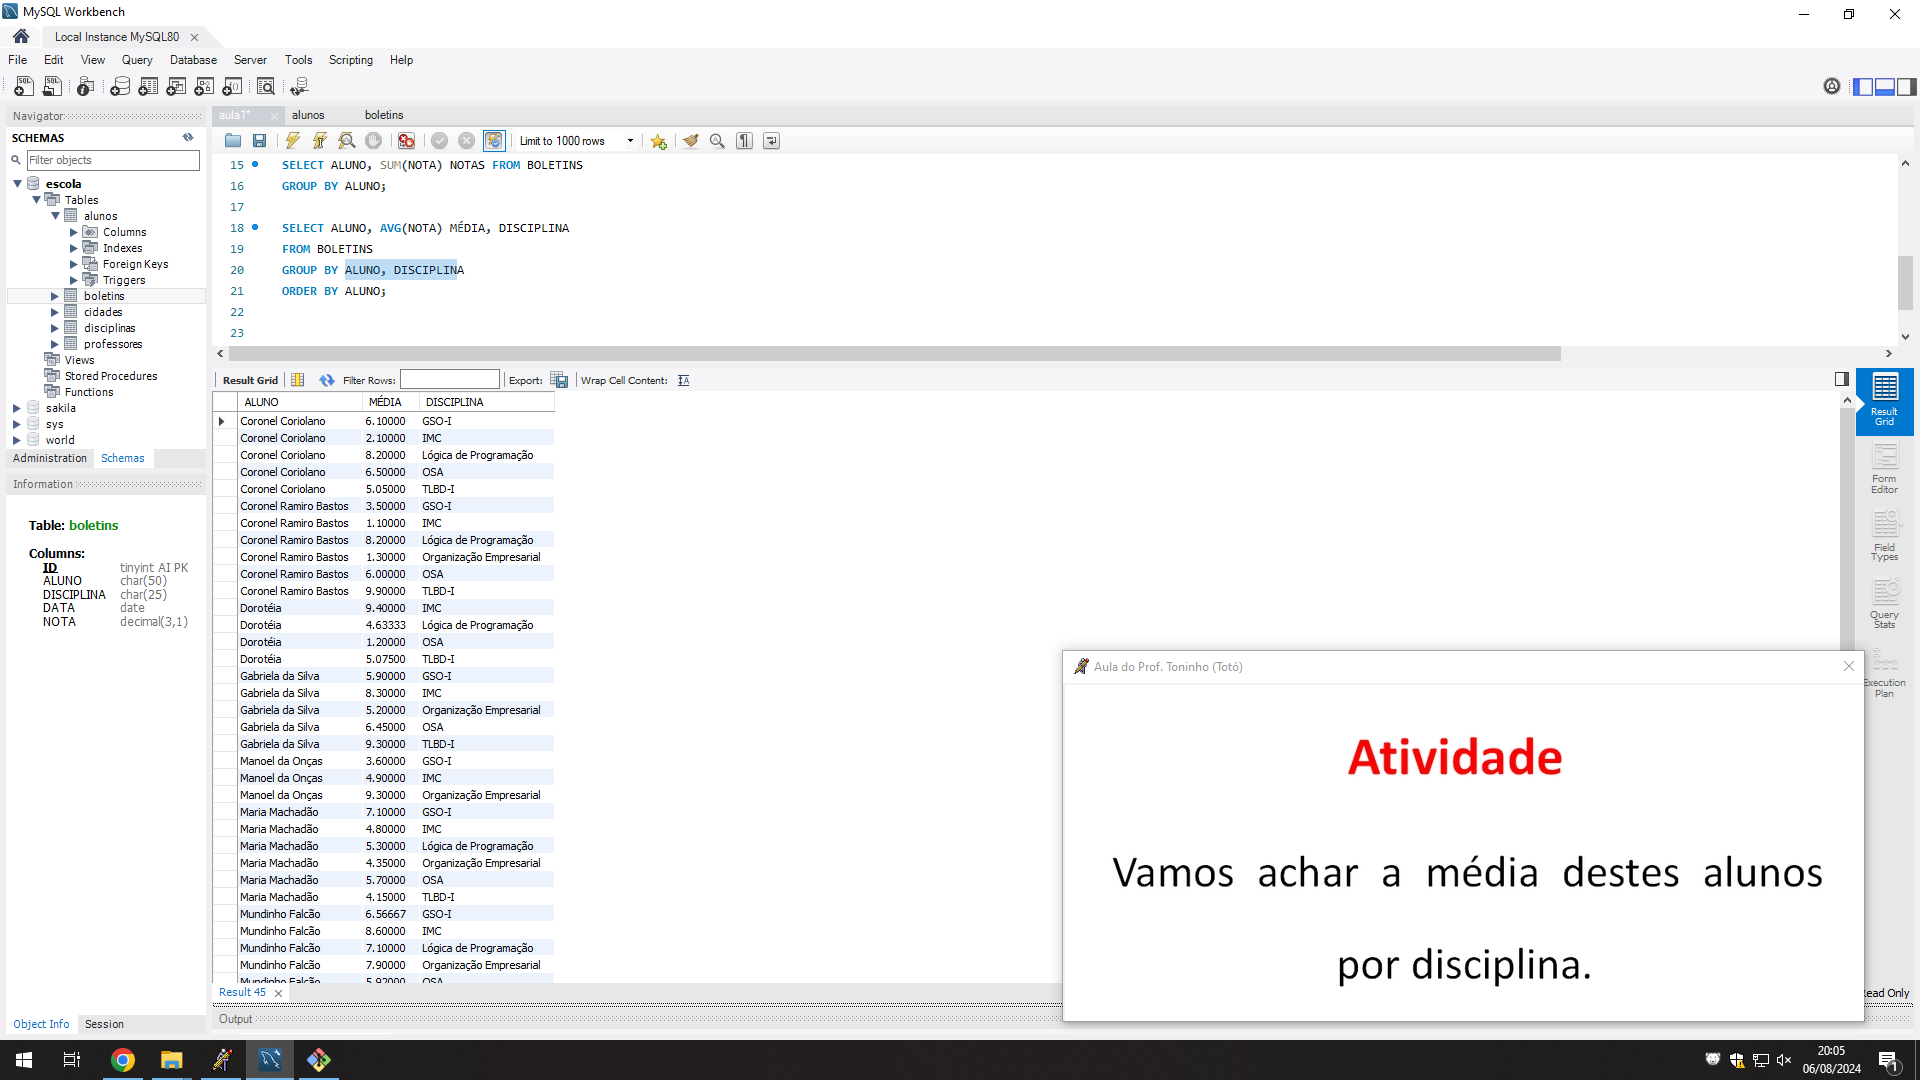 MySQL Workbench
Local Instance MySQL80
File Edit View Query Database Server Tools Scripting Help
Navigator
SCHEMAS
Filter objects
escola
Tables
alunos
Columns
Indexes
Foreign Keys
Triggers
boletins
cidades
disciplinas
professores
Views
Stored Procedures
Functions
sakila
sys
world
Administration Schemas
Information
Table: boletins
Columns:
ID tinyint AI PK
ALUNO char(50)
DISCIPLINA char(25)
DATA date
NOTA decimal(3,1)
Object Info Session
aula1* alunos boletins
Limit to 1000 rows
15 SELECT ALUNO, SUM(NOTA) NOTAS FROM BOLETINS
16 GROUP BY ALUNO;
17
18 SELECT ALUNO, AVG(NOTA) MÉDIA, DISCIPLINA
19 FROM BOLETINS
20 GROUP BY ALUNO, DISCIPLINA
21 ORDER BY ALUNO;
22
23
Result Grid Filter Rows: Export: Wrap Cell Content:
ALUNO MÉDIA DISCIPLINA
Coronel Coriolano 6.10000 GSO-I
Coronel Coriolano 2.10000 IMC
Coronel Coriolano 8.20000 Lógica de Programação
Coronel Coriolano 6.50000 OSA
Coronel Coriolano 5.05000 TLBD-I
Coronel Ramiro Bastos 3.50000 GSO-I
Coronel Ramiro Bastos 1.10000 IMC
Coronel Ramiro Bastos 8.20000 Lógica de Programação
Coronel Ramiro Bastos 1.30000 Organização Empresarial
Coronel Ramiro Bastos 6.00000 OSA
Coronel Ramiro Bastos 9.90000 TLBD-I
Dorotéia 9.40000 IMC
Dorotéia 4.63333 Lógica de Programação
Dorotéia 1.20000 OSA
Dorotéia 5.07500 TLBD-I
Gabriela da Silva 5.90000 GSO-I
Gabriela da Silva 8.30000 IMC
Gabriela da Silva 5.20000 Organização Empresarial
Gabriela da Silva 6.45000 OSA
Gabriela da Silva 9.30000 TLBD-I
Manoel da Onças 3.60000 GSO-I
Manoel da Onças 4.90000 IMC
Manoel da Onças 9.30000 Organização Empresarial
Maria Machadão 7.10000 GSO-I
Maria Machadão 4.80000 IMC
Maria Machadão 5.30000 Lógica de Programação
Maria Machadão 4.35000 Organização Empresarial
Maria Machadão 5.70000 OSA
Maria Machadão 4.15000 TLBD-I
Mundinho Falcão 6.56667 GSO-I
Mundinho Falcão 8.60000 IMC
Mundinho Falcão 7.10000 Lógica de Programação
Mundinho Falcão 7.90000 Organização Empresarial
Mundinho Falcão 5.92000 OSA
Result 45
Output
Result
Grid
Form
Editor
Field
Types
Query
Stats
Execution
Plan
Read Only
Aula do Prof. Toninho (Totó)
Atividade
Vamos achar a média destes alunos
por disciplina.
20:05
06/08/2024
1